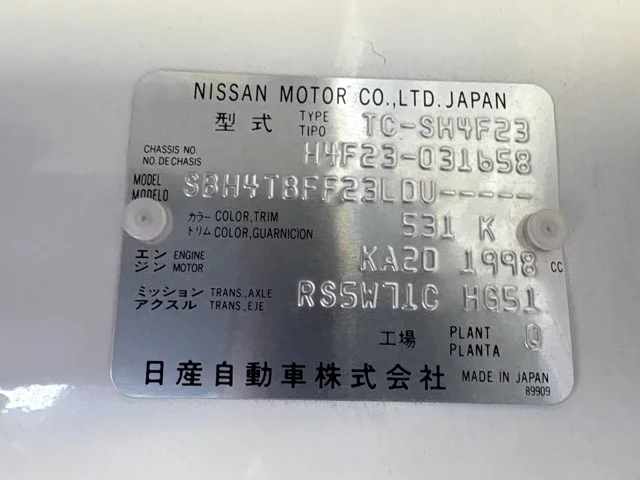 NISSAN MOTOR CO.,LTD. JAPAN
型式 TYPE TIPO TC-SH4F23
CHASSIS NO. NO. DE CHASIS H4F23-031658
MODEL MODELO SBH4T8FF23LDU-----
カラー COLOR,TRIM
トリム COLOR,GUARNICION 531 K
エンジン ENGINE MOTOR KA20 1998 CC
ミッション TRANS.,AXLE
アクスル TRANS.,EJE RS5W71C HG51
工場 PLANT PLANTA Q
日産自動車株式会社 MADE IN JAPAN
89909